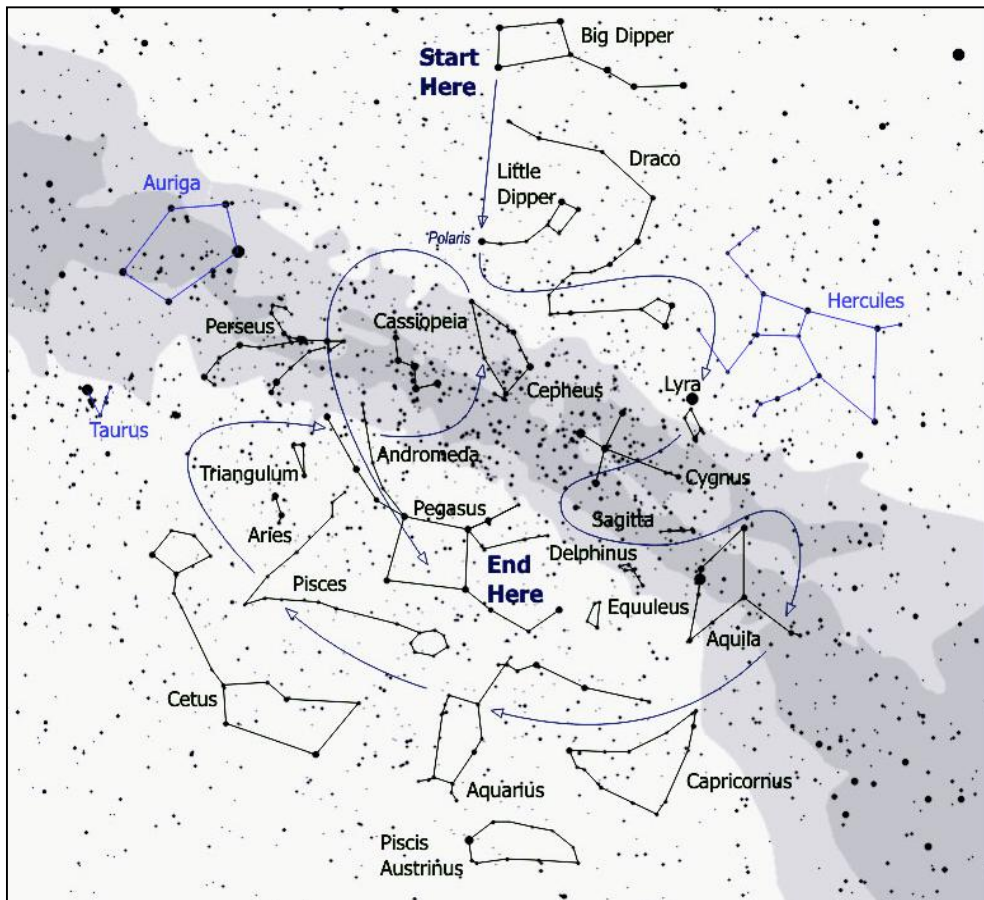 Big Dipper
Start
Here
Draco
Little
Dipper
Auriga
Polaris
Hercules
Perseus
Cassiopeia
Cepheus
Lyra
Taurus
Andromeda
Triangulum
Cygnus
Pegasus
Sagitta
Aries
Delphinus
End
Here
Pisces
Equuleus
Aquila
Cetus
Capricornus
Aquarius
Piscis
Austrinus